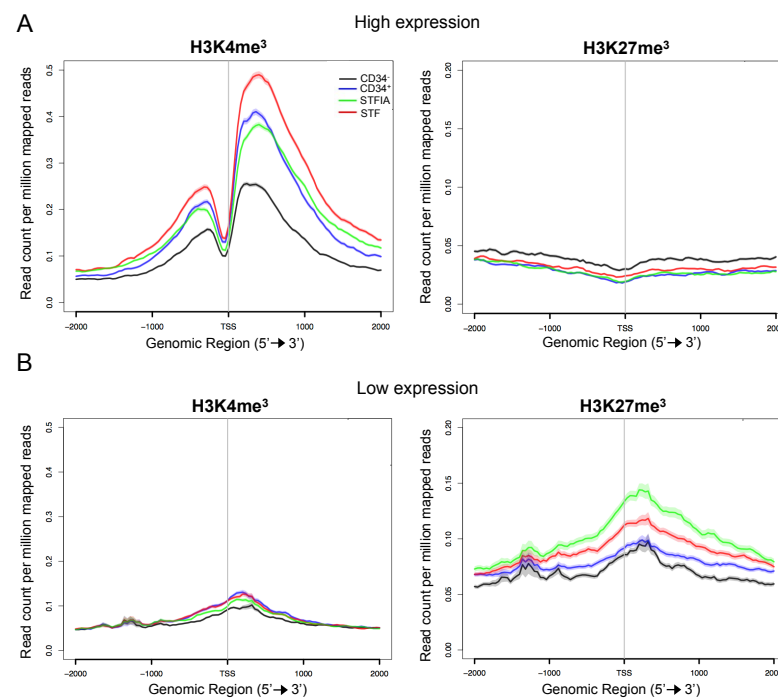 A
High expression
H3K4me³
H3K27me³
Read count per million mapped reads
0.0
0.1
0.2
0.3
0.4
0.5
CD34⁻
CD34⁺
STFIA
STF
−2000
−1000
TSS
1000
2000
Genomic Region (5'→ 3')
Read count per million mapped reads
0.00
0.05
0.10
0.15
0.20
−2000
−1000
TSS
1000
2000
Genomic Region (5'→ 3')
B
Low expression
H3K4me³
H3K27me³
Read count per million mapped reads
0.0
0.1
0.2
0.3
0.4
0.5
−2000
−1000
TSS
1000
2000
Genomic Region (5'→ 3')
Read count per million mapped reads
0.00
0.05
0.10
0.15
0.20
−2000
−1000
TSS
1000
200
Genomic Region (5'→ 3')